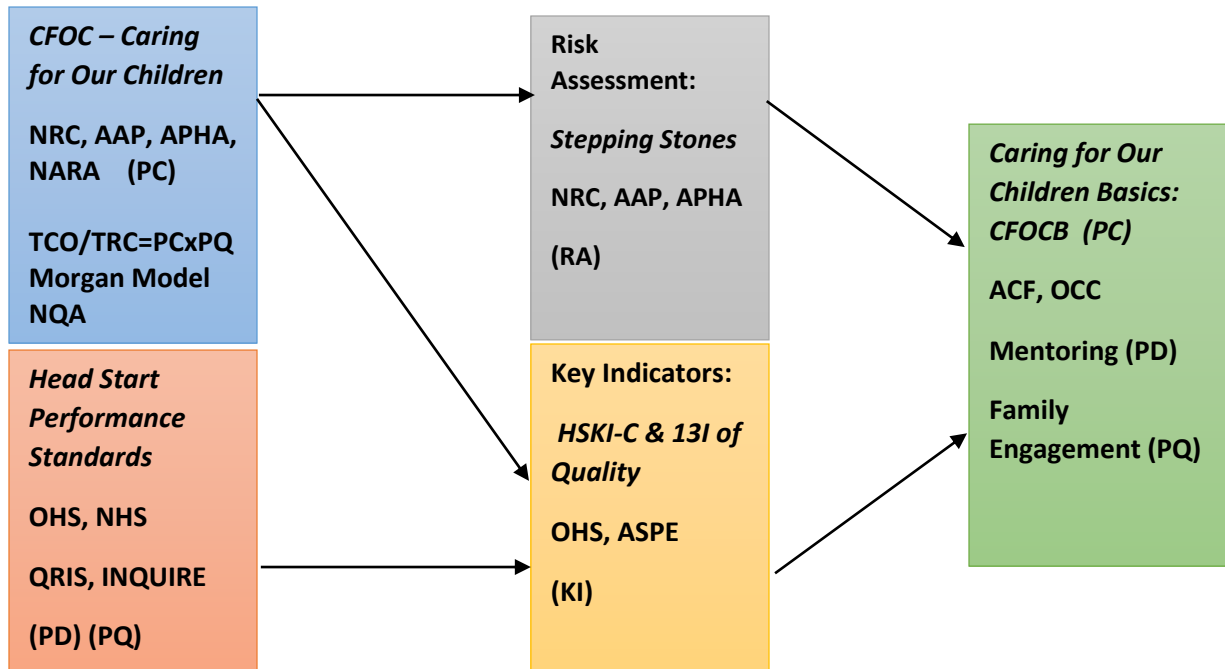 CFOC – Caring
for Our Children
NRC, AAP, APHA,
NARA (PC)
TCO/TRC=PCxPQ
Morgan Model
NQA
Head Start
Performance
Standards
OHS, NHS
QRIS, INQUIRE
(PD) (PQ)
Risk
Assessment:
Stepping Stones
NRC, AAP, APHA
(RA)
Key Indicators:
HSKI-C & 13I of
Quality
OHS, ASPE
(KI)
Caring for Our
Children Basics:
CFOCB (PC)
ACF, OCC
Mentoring (PD)
Family
Engagement (PQ)